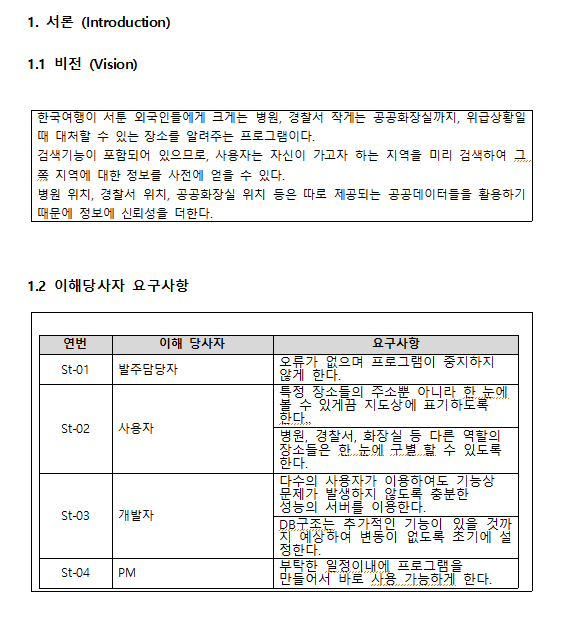 1. 서론 (Introduction)
1.1 비전 (Vision)
한국여행이 서툰 외국인들에게 크게는 병원, 경찰서 작게는 공공화장실까지, 위급상황일
때 대처할 수 있는 장소를 알려주는 프로그램이다.
검색기능이 포함되어 있으므로, 사용자는 자신이 가고자 하는 지역을 미리 검색하여 그
쪽 지역에 대한 정보를 사전에 얻을 수 있다.
병원 위치, 경찰서 위치, 공공화장실 위치 등은 따로 제공되는 공공데이터들을 활용하기
때문에 정보에 신뢰성을 더한다.
1.2 이해당사자 요구사항
연번 이해 당사자 요구사항
St-01 발주담당자 오류가 없으며 프로그램이 중지하지
않게 한다.
St-02 사용자 특정 장소들의 주소뿐 아니라 한 눈에
볼 수 있게끔 지도상에 표기하도록
한다..
병원, 경찰서, 화장실 등 다른 역할의
장소들은 한 눈에 구별 할 수 있도록
한다.
St-03 개발자 다수의 사용자가 이용하여도 기능상
문제가 발생하지 않도록 충분한
성능의 서버를 이용한다.
DB구조는 추가적인 기능이 있을 것까
지 예상하여 변동이 없도록 초기에 설
정한다.
St-04 PM 부탁한 일정이내에 프로그램을
만들어서 바로 사용 가능하게 한다.